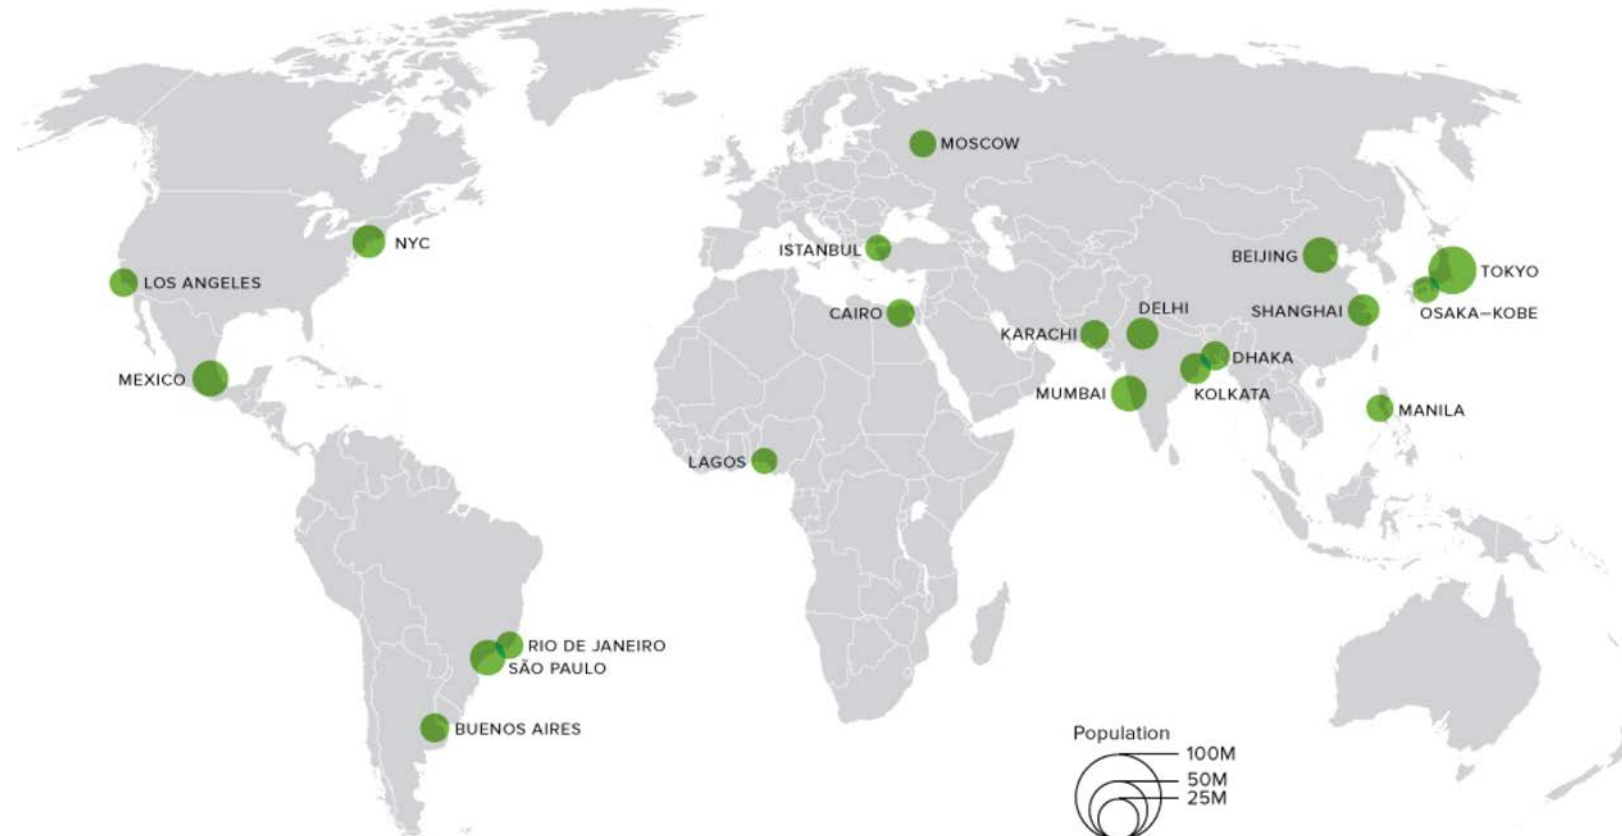 MOSCOW
NYC
ISTANBUL
BEIJING
TOKYO
LOS ANGELES
CAIRO
DELHI
SHANGHAI
OSAKA–KOBE
KARACHI
DHAKA
MEXICO
MUMBAI
KOLKATA
MANILA
LAGOS
RIO DE JANEIRO
SÃO PAULO
BUENOS AIRES
Population
100M
50M
25M